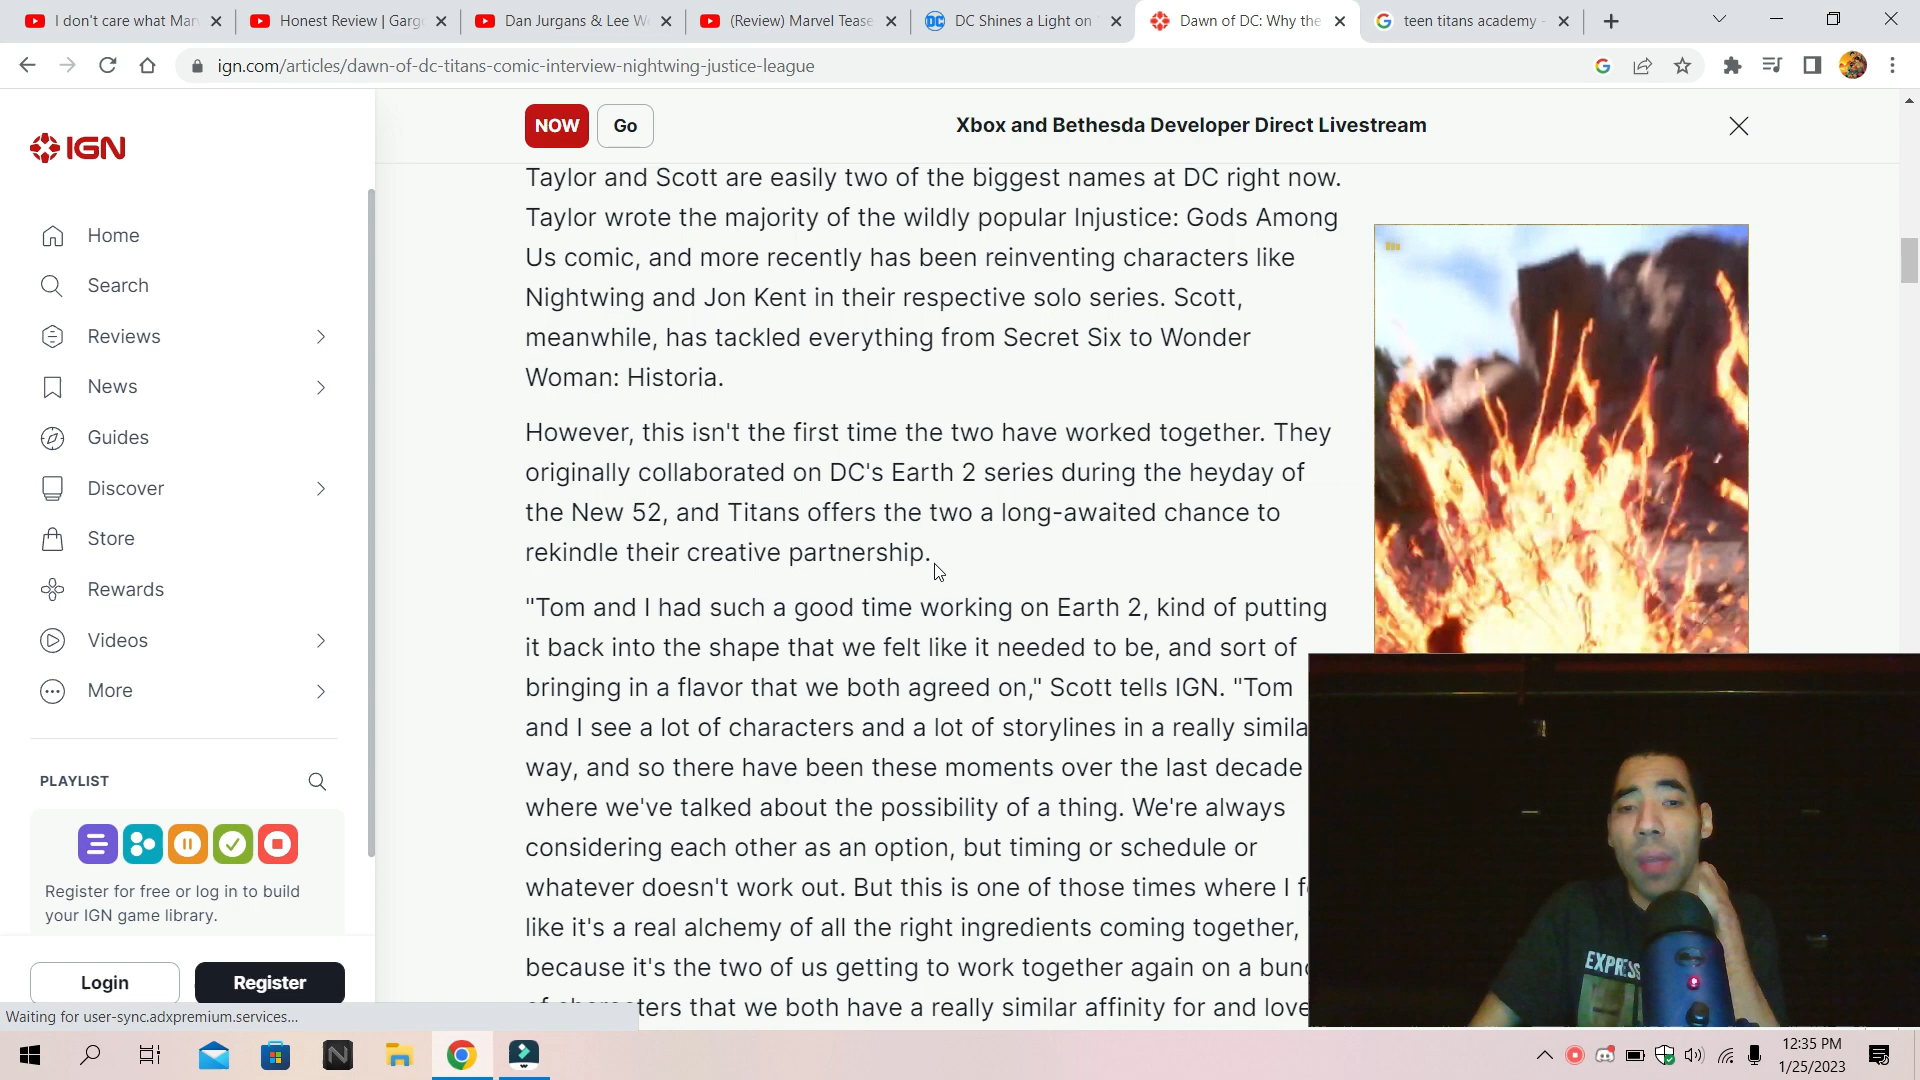 I don't care what Mar
Honest Review | Garg
Dan Jurgans & Lee W
(Review) Marvel Tease
DC Shines a Light on
Dawn of DC: Why the
teen titans academy -
ign.com/articles/dawn-of-dc-titans-comic-interview-nightwing-justice-league
IGN
Home
Search
Reviews
News
Guides
Discover
Store
Rewards
Videos
More
PLAYLIST
Register for free or log in to build
your IGN game library.
Login Register
Waiting for user-sync.adxpremium.services...
NOW Go Xbox and Bethesda Developer Direct Livestream
Taylor and Scott are easily two of the biggest names at DC right now.
Taylor wrote the majority of the wildly popular Injustice: Gods Among
Us comic, and more recently has been reinventing characters like
Nightwing and Jon Kent in their respective solo series. Scott,
meanwhile, has tackled everything from Secret Six to Wonder
Woman: Historia.
However, this isn't the first time the two have worked together. They
originally collaborated on DC's Earth 2 series during the heyday of
the New 52, and Titans offers the two a long-awaited chance to
rekindle their creative partnership.
"Tom and I had such a good time working on Earth 2, kind of putting
it back into the shape that we felt like it needed to be, and sort of
bringing in a flavor that we both agreed on," Scott tells IGN. "Tom
and I see a lot of characters and a lot of storylines in a really simila
way, and so there have been these moments over the last decade
where we've talked about the possibility of a thing. We're always
considering each other as an option, but timing or schedule or
whatever doesn't work out. But this is one of those times where I f
like it's a real alchemy of all the right ingredients coming together,
because it's the two of us getting to work together again on a bun
ters that we both have a really similar affinity for and love
EXPRESS
12:35 PM
1/25/2023